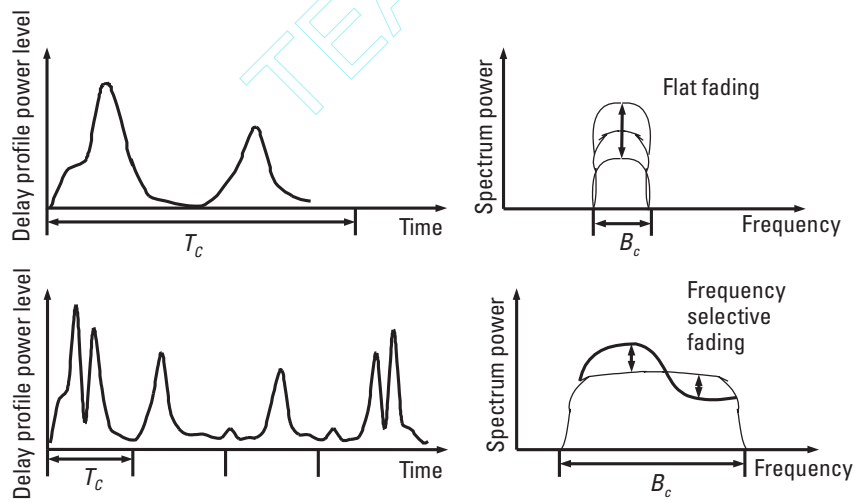 TEA
Delay profile power level
Time
T_c
Spectrum power
Flat fading
Frequency
B_c
Delay profile power level
Time
T_c
Spectrum power
Frequency
selective
fading
Frequency
B_c